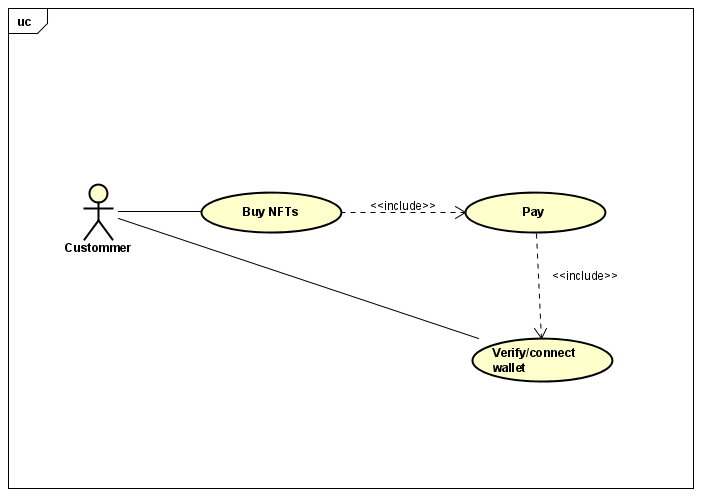 uc
Buy NFTs
<<include>>
Pay
Custommer
<<include>>
Verify/connect
wallet